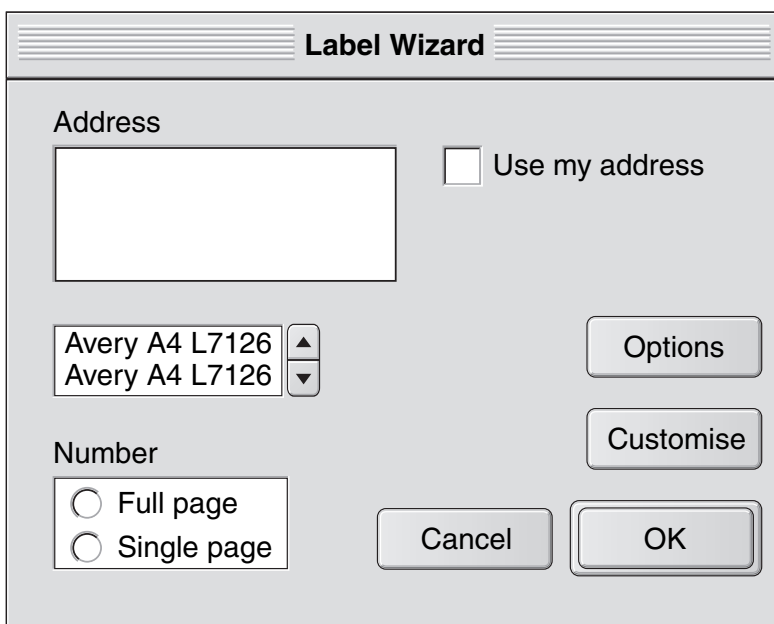 Label Wizard
Address
Use my address
Avery A4 L7126
Avery A4 L7126
Options
Customise
Number
Full page
Single page
Cancel
OK